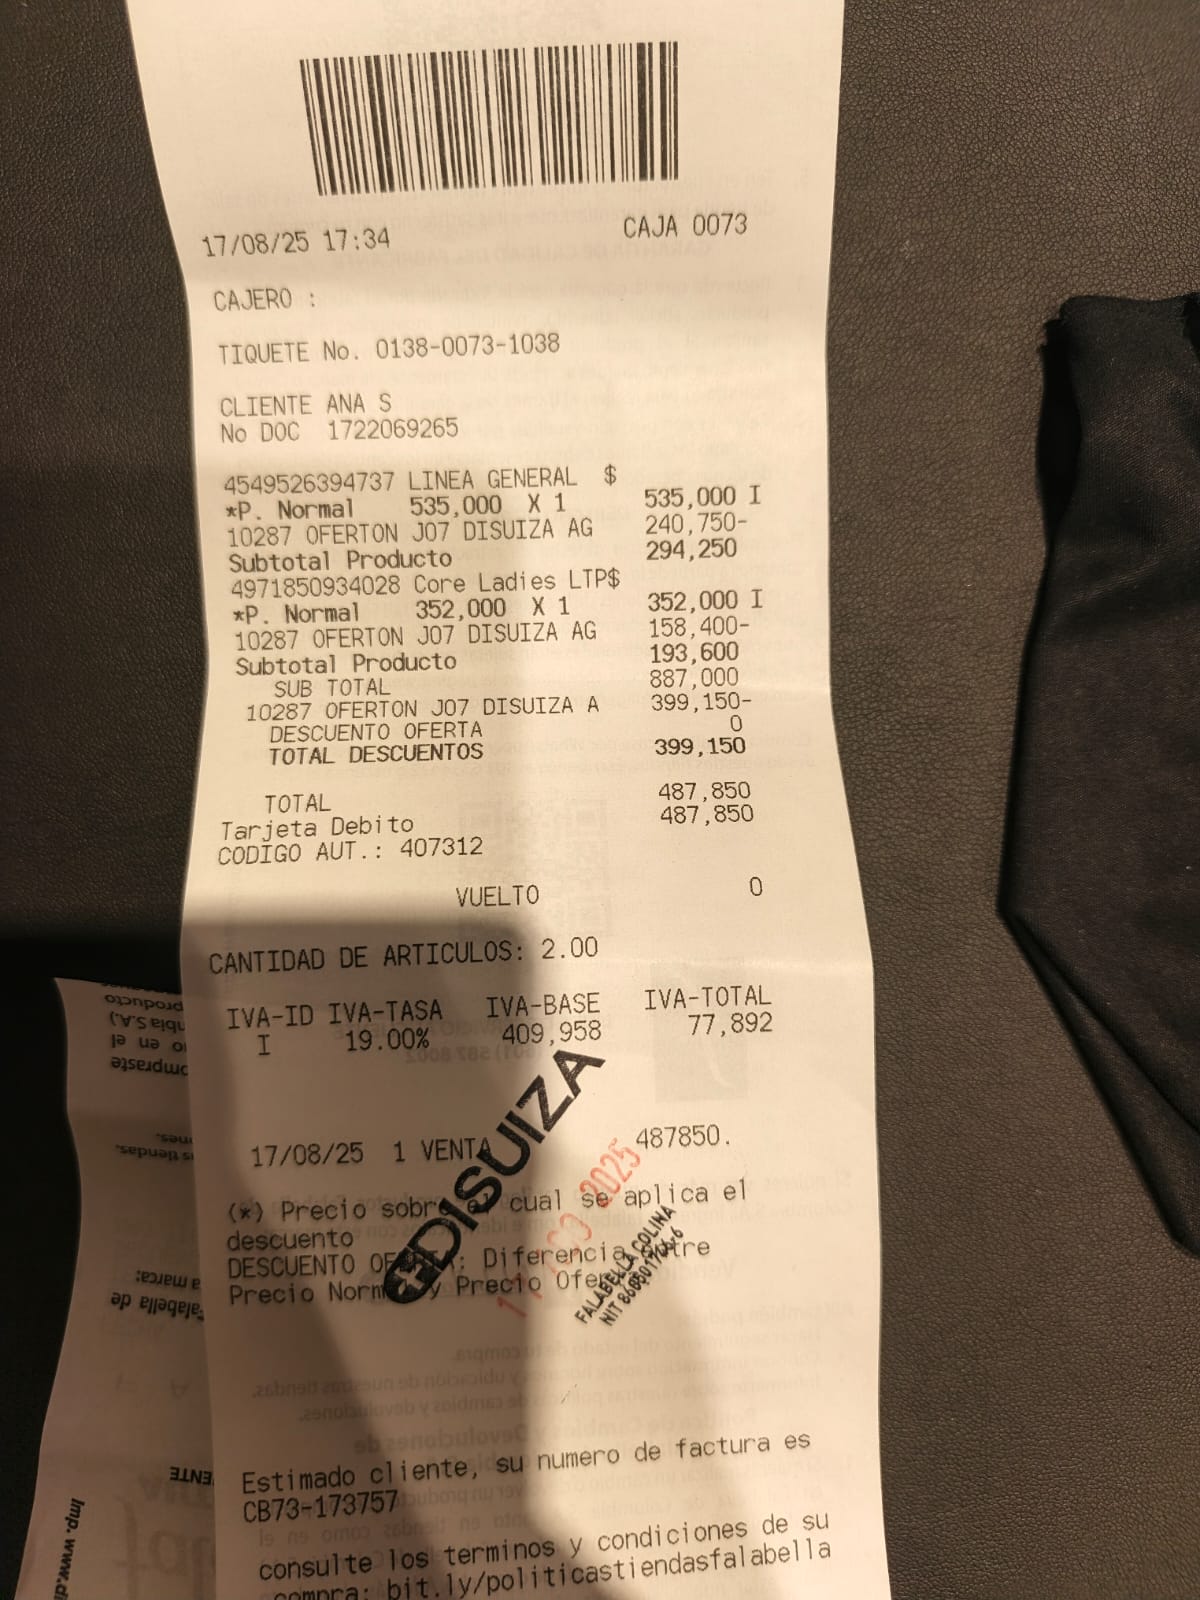 17/08/25 17:34 CAJA 0073
CAJERO :
TIQUETE No. 0138-0073-1038
CLIENTE ANA S
No DOC 1722069265
4549526394737 LINEA GENERAL $
*P. Normal 535,000 X 1 535,000 I
10287 OFERTON J07 DISUIZA AG 240,750-
Subtotal Producto 294,250
4971850934028 Core Ladies LTP$
*P. Normal 352,000 X 1 352,000 I
10287 OFERTON J07 DISUIZA AG 158,400-
Subtotal Producto 193,600
SUB TOTAL 887,000
10287 OFERTON J07 DISUIZA A 399,150-
DESCUENTO OFERTA 0
TOTAL DESCUENTOS 399,150
TOTAL 487,850
Tarjeta Debito 487,850
CODIGO AUT.: 407312
VUELTO 0
CANTIDAD DE ARTICULOS: 2.00
IVA-ID IVA-TASA IVA-BASE IVA-TOTAL
I 19.00% 409,958 77,892
DISUIZA
17/08/25 1 VENTA 487850.
2025
FALABELLA COLINA
NIT
(*) Precio sobre el cual se aplica el
descuento
DESCUENTO OFERTA: Diferencia entre
Precio Normal y Precio Oferta
Estimado cliente, su numero de factura es
CB73-173757
consulte los terminos y condiciones de su
compra: bit.ly/politicastiendasfalabella
Imp. www.di